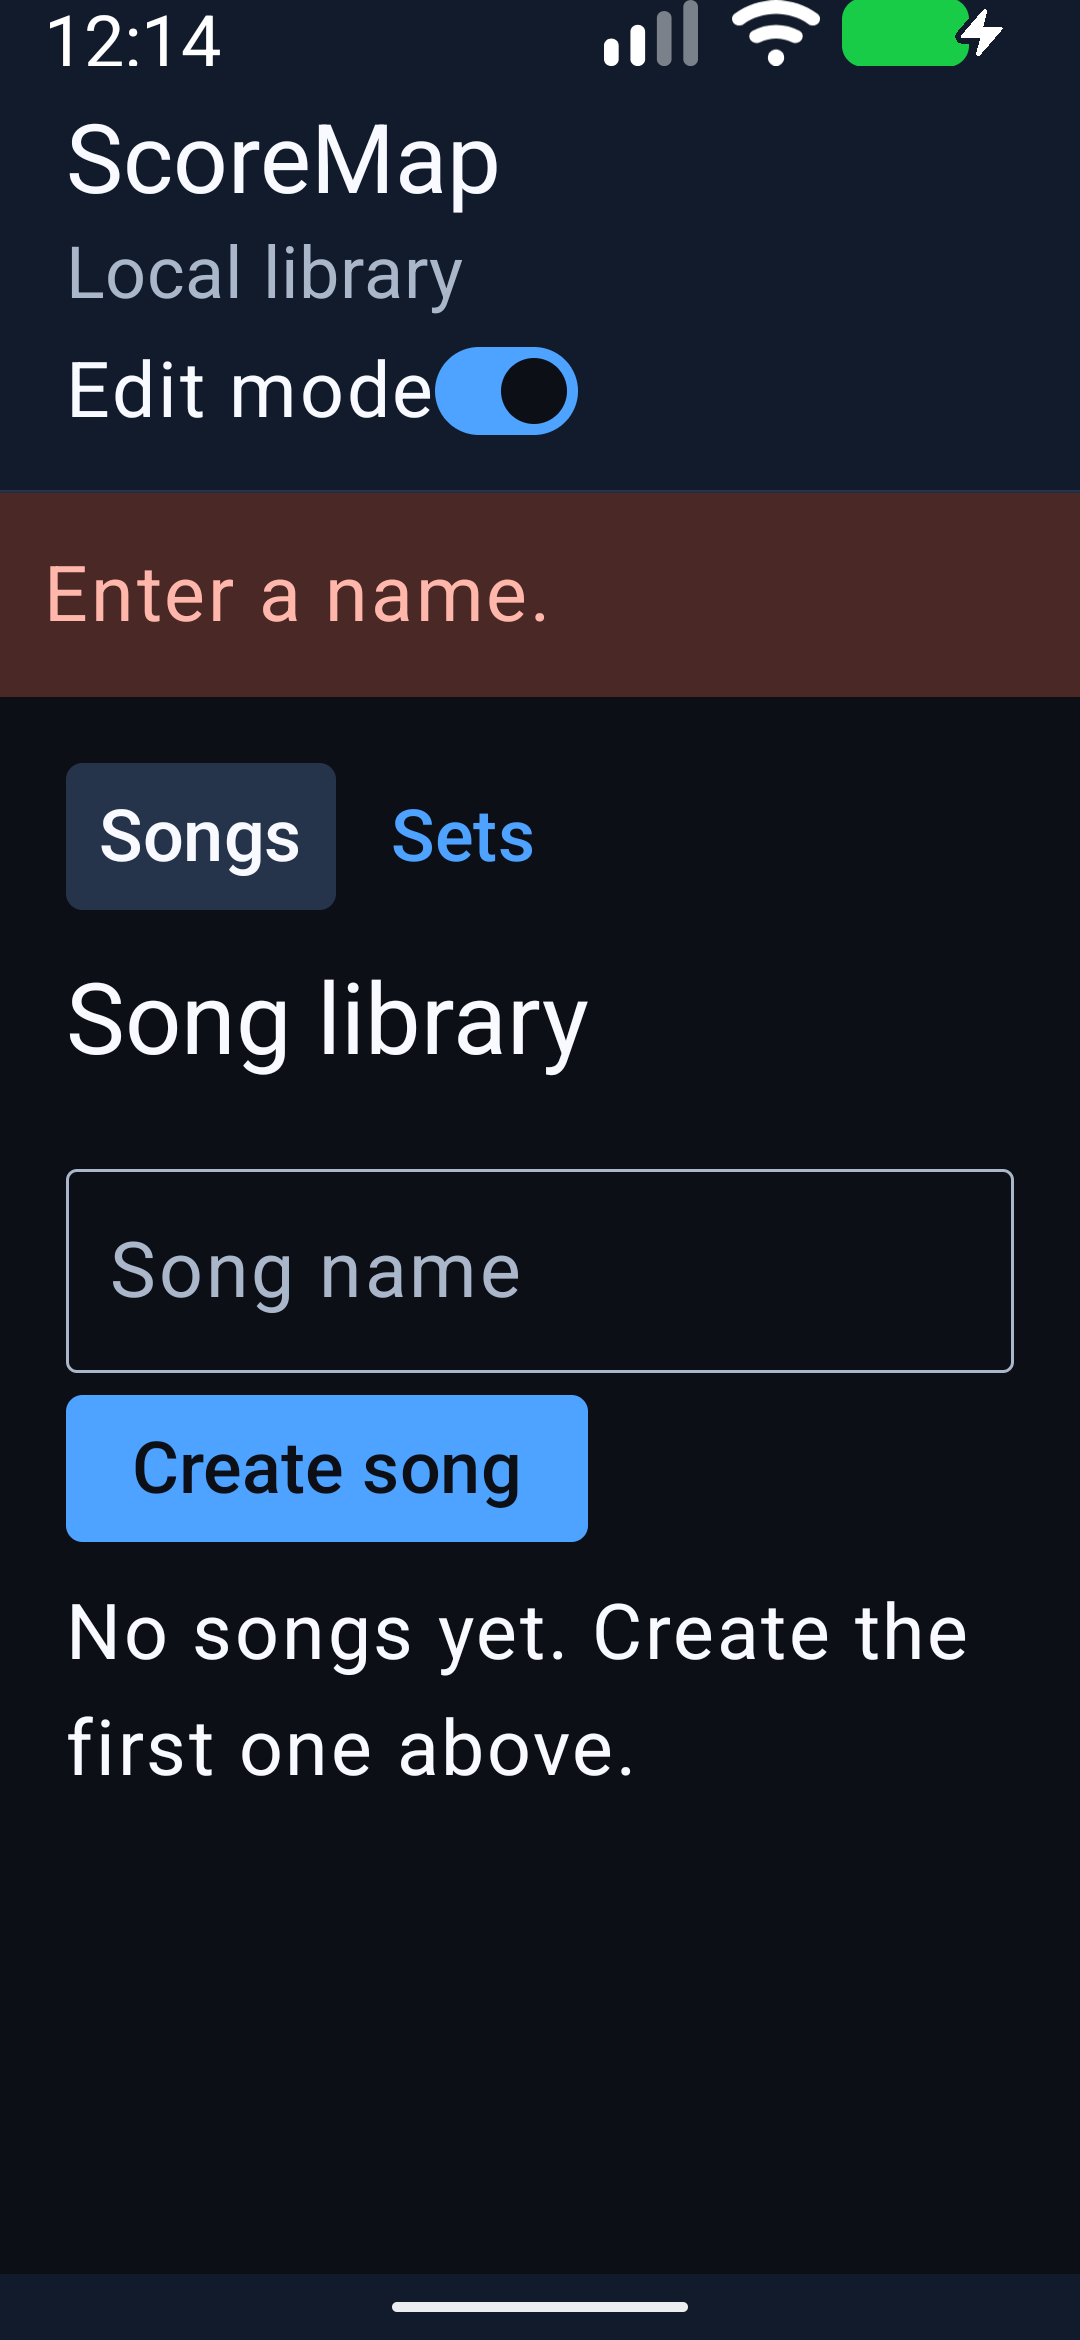 12:14
ScoreMap
Local library
Edit mode
Enter a name.
Songs
Sets
Song library
Song name
Create song
No songs yet. Create the
first one above.